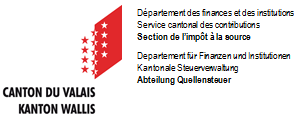 Département des finances et des institutions
Service cantonal des contributions
Section de l'impôt à la source
Departement für Finanzen und Institutionen
Kantonale Steuerverwaltung
Abteilung Quellensteuer
CANTON DU VALAIS
KANTON WALLIS